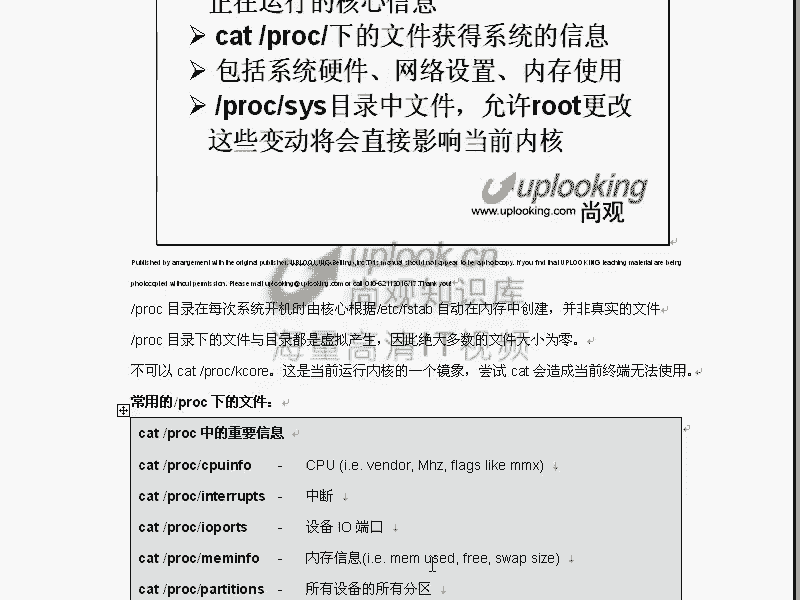 正在运行的核心信息
➢ cat /proc/下的文件获得系统的信息
➢ 包括系统硬件、网络设置、内存使用
➢ /proc/sys目录中文件，允许root更改
这些变动将会直接影响当前内核
uplooking
www.uplooking.com 尚观
Published by arrangement with the original publisher, UPLOOKING Beijing,Inc.This manual should not appear to be a photocopy. If you find that UPLOOKING teaching material are being
photocopied without permission. Please mail uplooking@uplooking.com or call
uplook.cn
尚观知识库
/proc 目录在每次系统开机时由核心根据/etc/fstab 自动在内存中创建，并非真实的文件
/proc 目录下的文件与目录都是虚拟产生，因此绝大多数的文件大小为零。
海量高清IT视频
不可以 cat /proc/kcore。这是当前运行内核的一个镜象，尝试 cat 会造成当前终端无法使用。
常用的/proc 下的文件：
cat /proc 中的重要信息
cat /proc/cpuinfo - CPU (i.e. vendor, Mhz, flags like mmx)
cat /proc/interrupts - 中断
cat /proc/ioports - 设备 IO 端口
cat /proc/meminfo - 内存信息(i.e. mem used, free, swap size)
cat /proc/partitions - 所有设备的所有分区